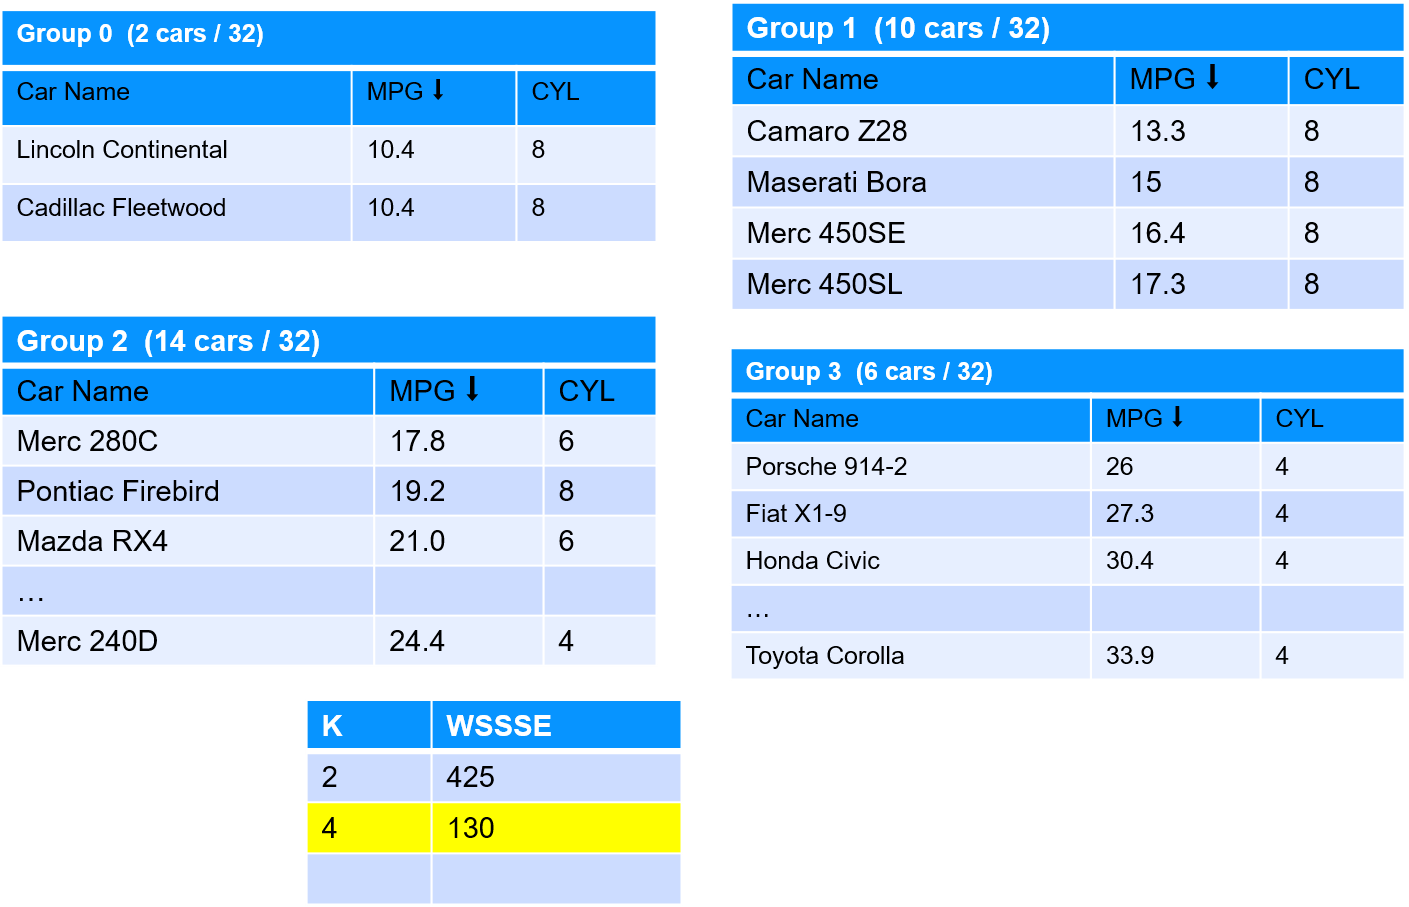 Group 0  (2 cars / 32)
Car Name MPG ↓ CYL
Lincoln Continental 10.4 8
Cadillac Fleetwood 10.4 8
Group 1  (10 cars / 32)
Car Name MPG ↓ CYL
Camaro Z28 13.3 8
Maserati Bora 15 8
Merc 450SE 16.4 8
Merc 450SL 17.3 8
Group 2  (14 cars / 32)
Car Name MPG ↓ CYL
Merc 280C 17.8 6
Pontiac Firebird 19.2 8
Mazda RX4 21.0 6
…
Merc 240D 24.4 4
Group 3  (6 cars / 32)
Car Name MPG ↓ CYL
Porsche 914-2 26 4
Fiat X1-9 27.3 4
Honda Civic 30.4 4
…
Toyota Corolla 33.9 4
K WSSSE
2 425
4 130